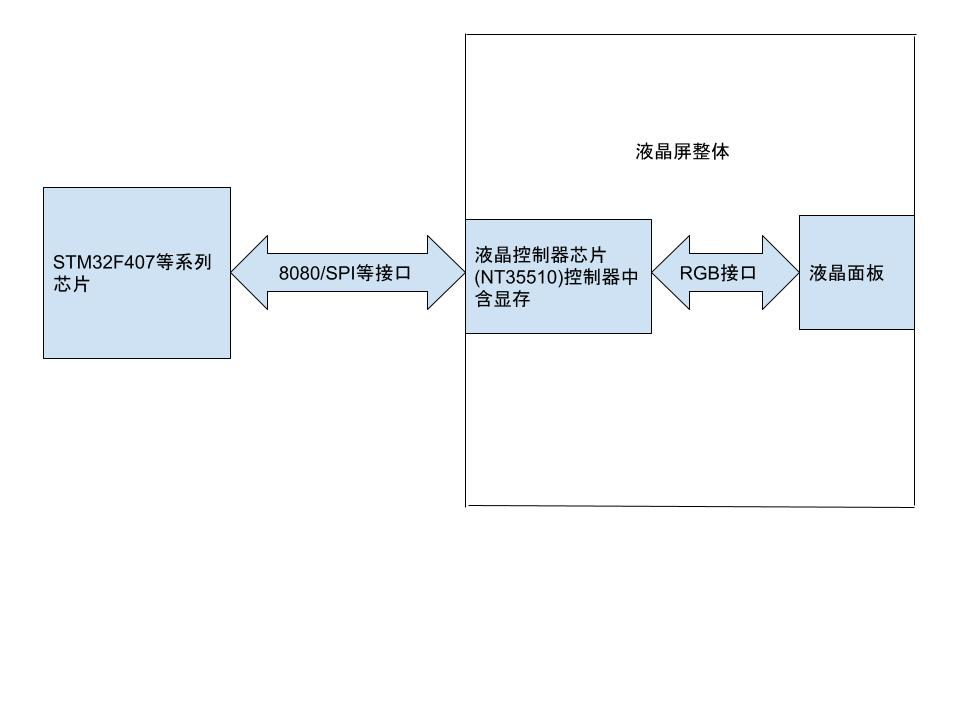 液晶屏整体
STM32F407等系列
芯片
8080/SPI等接口
液晶控制器芯片
(NT35510)控制器中
含显存
RGB接口
液晶面板